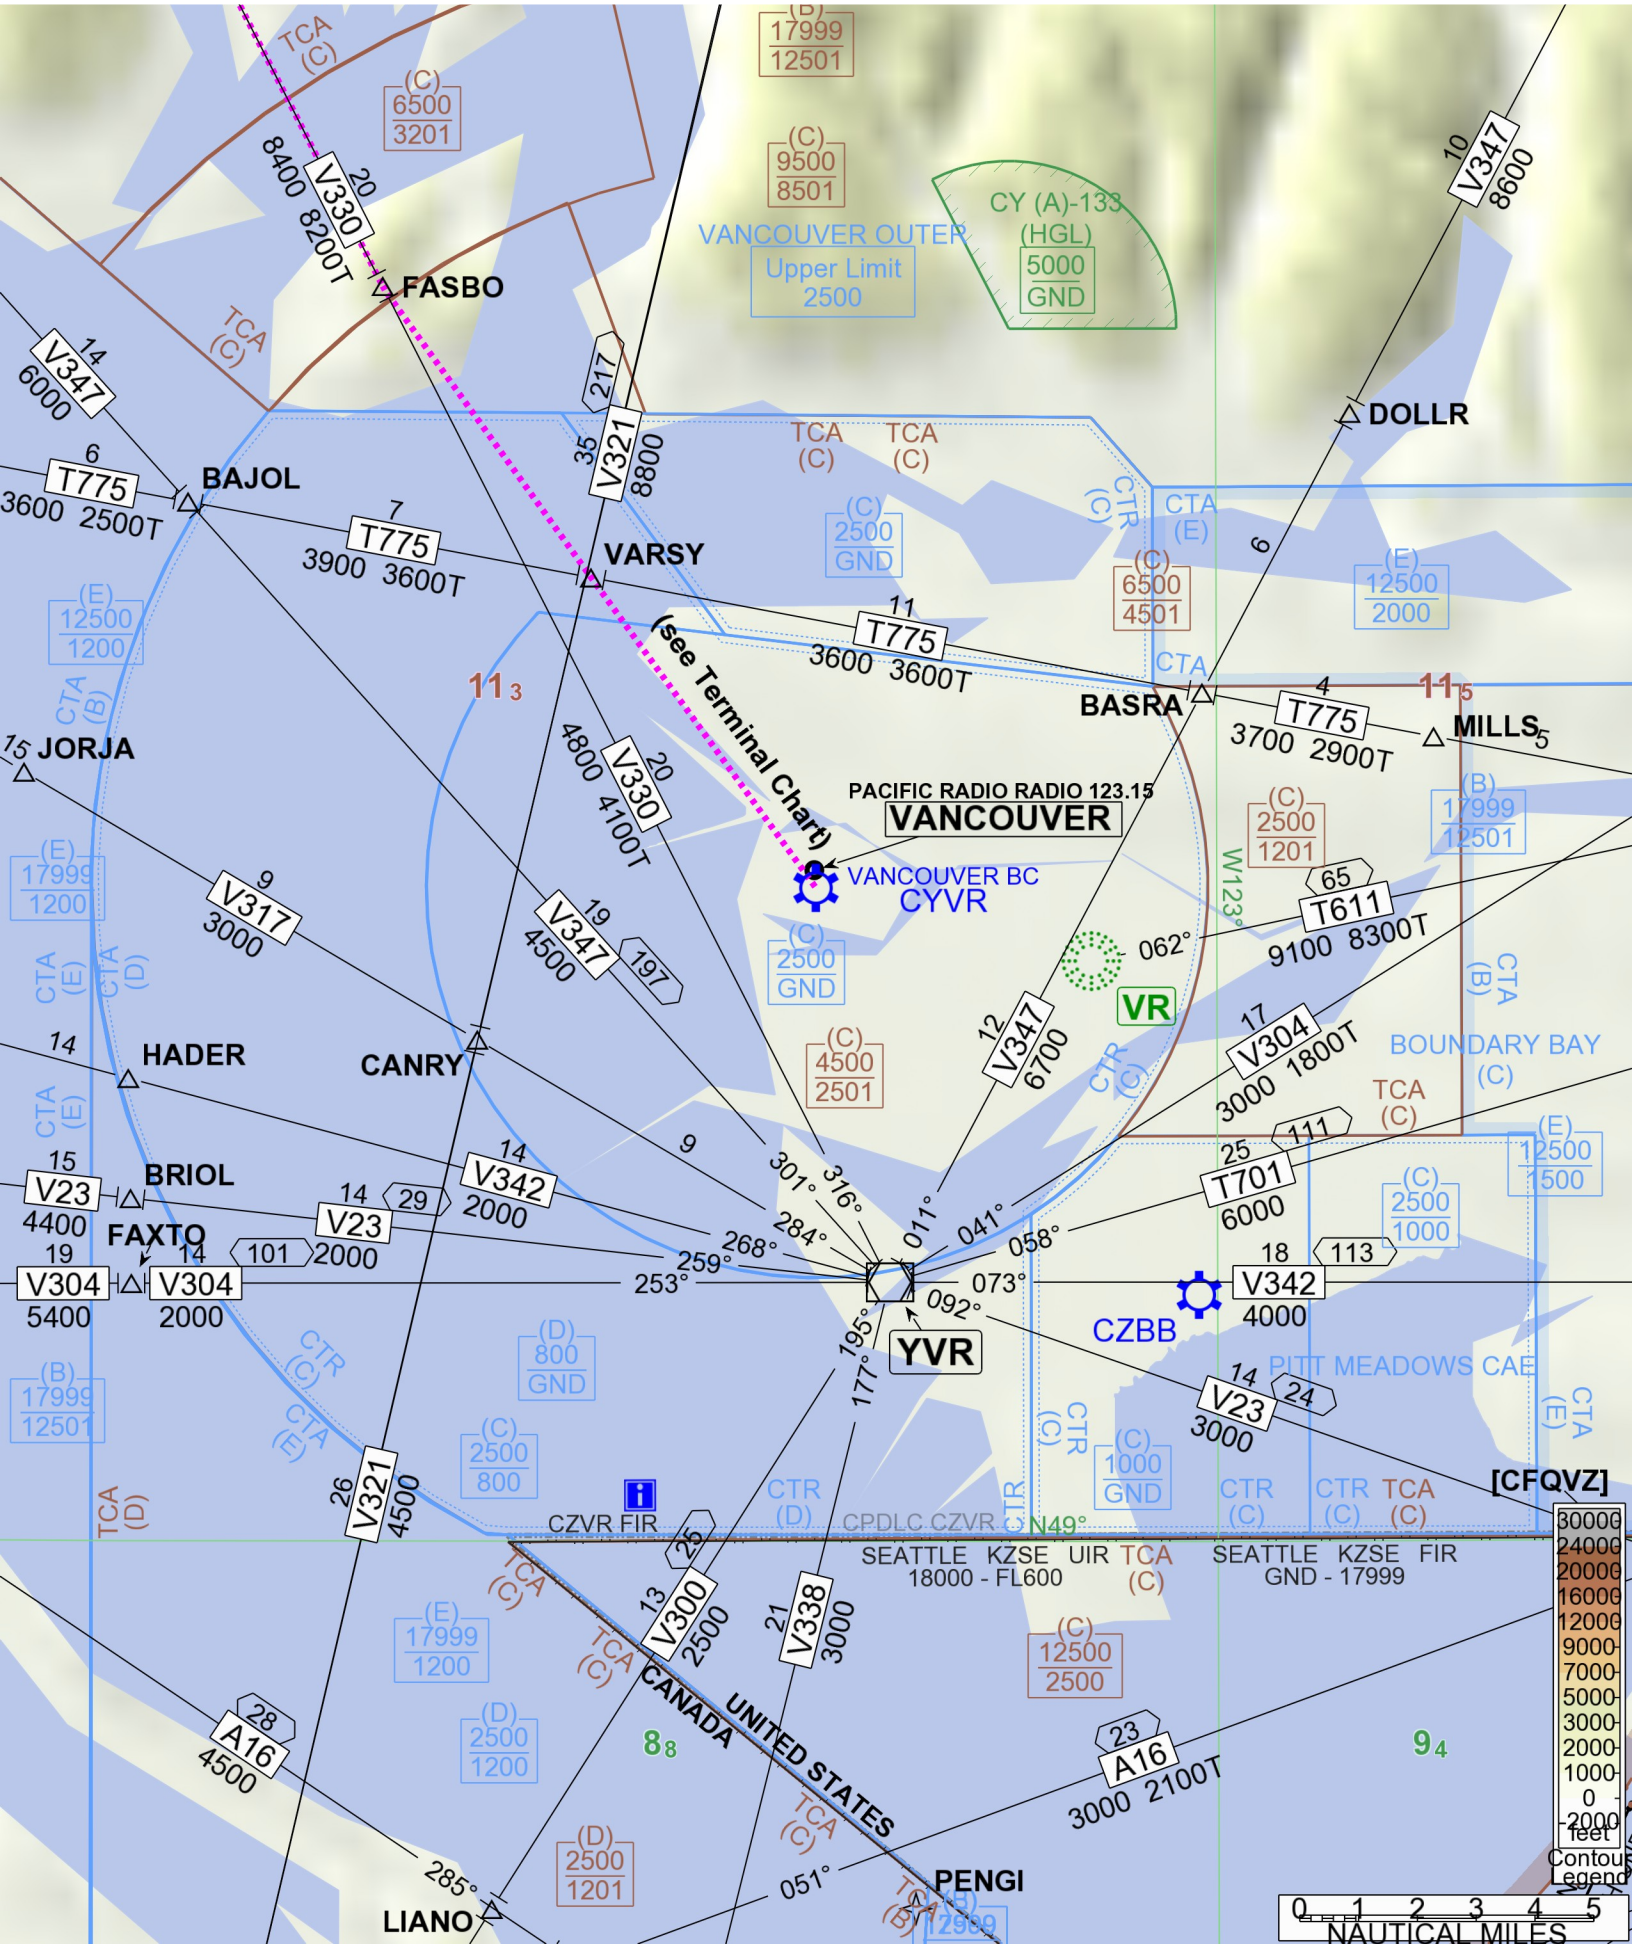 (B)
17999
12501
TCA
(C)
(C)
6500
3201
(C)
9500
8501
10
V347
8600
20
V330
8400 8200T
CY (A)-133
(HGL)
5000
GND
VANCOUVER OUTER
Upper Limit
2500
FASBO
TCA
(C)
14
V347
6000
217
35
V321
8800
DOLLR
TCA
(C)
TCA
(C)
6
T775
3600 2500T
BAJOL
7
T775
3900 3600T
VARSY
(C)
2500
GND
CTR
(C)
CTA
(E)
6
(E)
12500
2000
(C)
6500
4501
(E)
12500
1200
11
T775
3600 3600T
CTA
(see Terminal Chart)
11 3
11 5
CTA
(B)
BASRA
4
T775
3700 2900T
MILLS
5
15
JORJA
20
V330
4800 4100T
PACIFIC RADIO RADIO 123.15
VANCOUVER
(C)
2500
1201
(B)
17999
12501
VANCOUVER BC
CYVR
W123°
65
T611
9100 8300T
062°
(E)
17999
1200
9
V317
3000
19
V347
4500
197
(C)
2500
GND
VR
CTA
(E)
CTA
(D)
CTA
(B)
12
V347
6700
17
V304
3000 1800T
14
HADER
CANRY
(C)
4500
2501
CTR
(C)
BOUNDARY BAY
(C)
TCA
(C)
CTA
(E)
15
V23
4400
BRIOL
14
V23
29
2000
14
V342
2000
9
301°
316°
011°
041°
058°
25
111
T701
6000
(C)
2500
1000
(E)
12500
1500
FAXTO
19
V304
5400
14
V304
2000
101
284°
268°
259°
253°
073°
092°
18
113
V342
4000
CZBB
195°
177°
YVR
CTR
(C)
(D)
800
GND
PITT MEADOWS CAE
14
24
V23
3000
(B)
17999
12501
CTA
(E)
(C)
2500
800
CTR
(C)
(C)
1000
GND
CTA
(E)
26
V321
4500
TCA
(D)
i
CTR
(D)
CTR
CTR
(C)
CTR
(C)
TCA
(C)
[CFQVZ]
CZVR FIR
CPDLC CZVR
N49°
25
SEATTLE KZSE UIR
18000 - FL600
TCA
(C)
SEATTLE KZSE FIR
GND - 17999
TCA
(C)
13
V300
2500
21
V338
3000
(E)
17999
1200
TCA
(C)
(C)
12500
2500
CANADA
UNITED STATES
28
A16
4500
(D)
2500
1200
8 8
23
A16
3000 2100T
9 4
TCA
(C)
(D)
2500
1201
285°
LIANO
051°
PENGI
TCA
(B)
(B)
30000
24000
20000
16000
12000
9000
7000
5000
3000
2000
1000
0
-2000
feet
Contour
Legend
0 1 2 3 4 5
NAUTICAL MILES